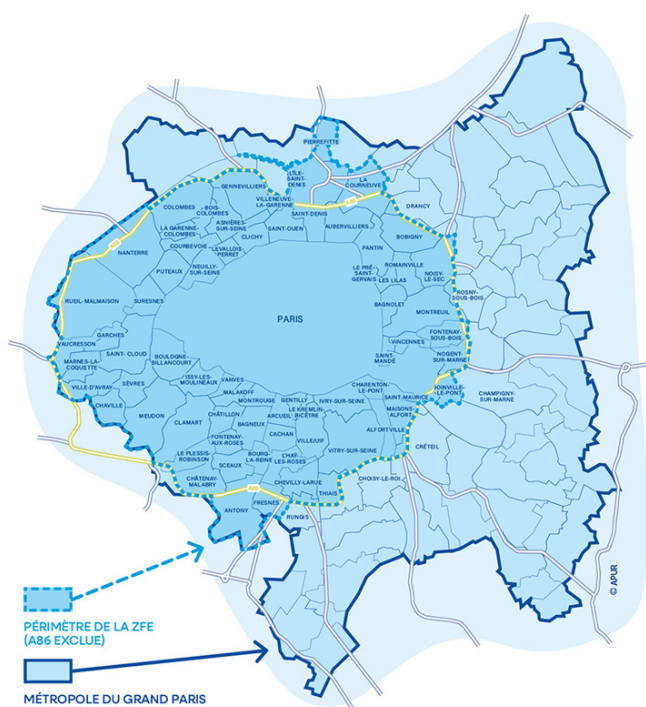 PIERREFITTE
L'ÎLE-
SAINT-
DENIS
LA
COURNEUVE
GENNEVILLIERS
VILLENEUVE-
LA-GARENNE
A86
DRANCY
COLOMBES
BOIS-
COLOMBES
SAINT-DENIS
ASNIÈRES-
SUR-SEINE
SAINT-OUEN
AUBERVILLIERS
BOBIGNY
LA GARENNE-
COLOMBES
CLICHY
COURBEVOIE
LEVALLOIS-
PERRET
PANTIN
NANTERRE
ROMAINVILLE
NEUILLY-
SUR-SEINE
LE PRÉ
SAINT-
GERVAIS
LES LILAS
NOISY-
LE-SEC
PUTEAUX
ROSNY-
SOUS-BOIS
RUEIL-MALMAISON
SURESNES
BAGNOLET
MONTREUIL
PARIS
GARCHES
VAUCRESSON
FONTENAY-
SOUS-BOIS
VINCENNES
SAINT- CLOUD
BOULOGNE-
BILLANCOURT
MARNES-LA-
COQUETTE
SAINT-
MANDÉ
NOGENT-
SUR-MARNE
ISSY-LES-
MOULINEAUX
VANVES
VILLE-D'AVRAY
SÈVRES
CHARENTON-
LE-PONT
JOINVILLE-
LE-PONT
MALAKOFF
MONTROUGE
GENTILLY
IVRY-SUR-SEINE
SAINT-MAURICE
CHAMPIGNY-
SUR-MARNE
CHAVILLE
MEUDON
CHÂTILLON
LE KREMLIN-
BICÊTRE
ARCUEIL
MAISONS-
ALFORT
CLAMART
BAGNEUX
ALFORTVILLE
FONTENAY-
AUX-ROSES
CACHAN
VILLEJUIF
CRÉTEIL
LE PLESSIS-
ROBINSON
BOURG-
LA-REINE
L'HAŸ-
LES-ROSES
VITRY-SUR-SEINE
SCEAUX
CHÂTENAY-
MALABRY
CHEVILLY-LARUE
CHOISY-LE-ROI
A86
THIAIS
FRESNES
ANTONY
RUNGIS
© APUR
PÉRIMÈTRE DE LA ZFE
(A86 EXCLUE)
MÉTROPOLE DU GRAND PARIS